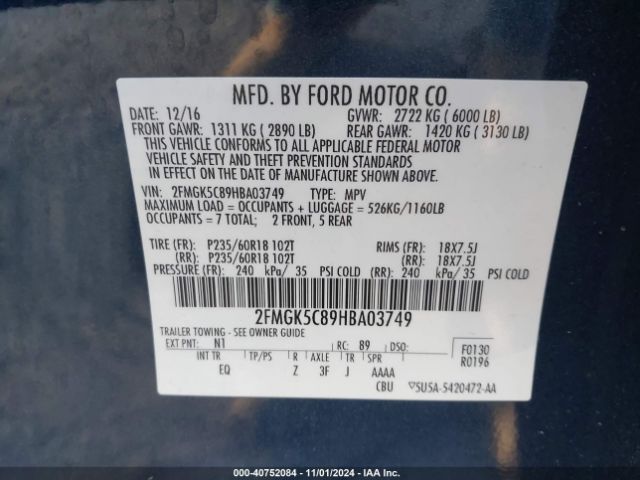 MFD. BY FORD MOTOR CO.
DATE: 12/16 GVWR: 2722 KG ( 6000 LB)
FRONT GAWR: 1311 KG ( 2890 LB) REAR GAWR: 1420 KG ( 3130 LB)
THIS VEHICLE CONFORMS TO ALL APPLICABLE FEDERAL MOTOR
VEHICLE SAFETY AND THEFT PREVENTION STANDARDS
IN EFFECT ON THE DATE OF MANUFACTURE SHOWN ABOVE.
VIN: 2FMGK5C89HBA03749 TYPE: MPV
MAXIMUM LOAD = OCCUPANTS + LUGGAGE = 526KG/1160LB
OCCUPANTS = 7 TOTAL; 2 FRONT, 5 REAR
TIRE (FR): P235/60R18 102T RIMS (FR): 18X7.5J
(RR): P235/60R18 102T (RR): 18X7.5J
PRESSURE (FR): 240 kPa/ 35 PSI COLD (RR): 240 kPa/ 35 PSI COLD
2FMGK5C89HBA03749
TRAILER TOWING - SEE OWNER GUIDE
EXT PNT: N1 RC: 89 DSO: F0130
INT TR TP/PS R AXLE TR SPR R0196
EQ Z 3F J AAAA
CBU ▽SU5A-5420472-AA
000-40752084 • 11/01/2024 • IAA Inc.